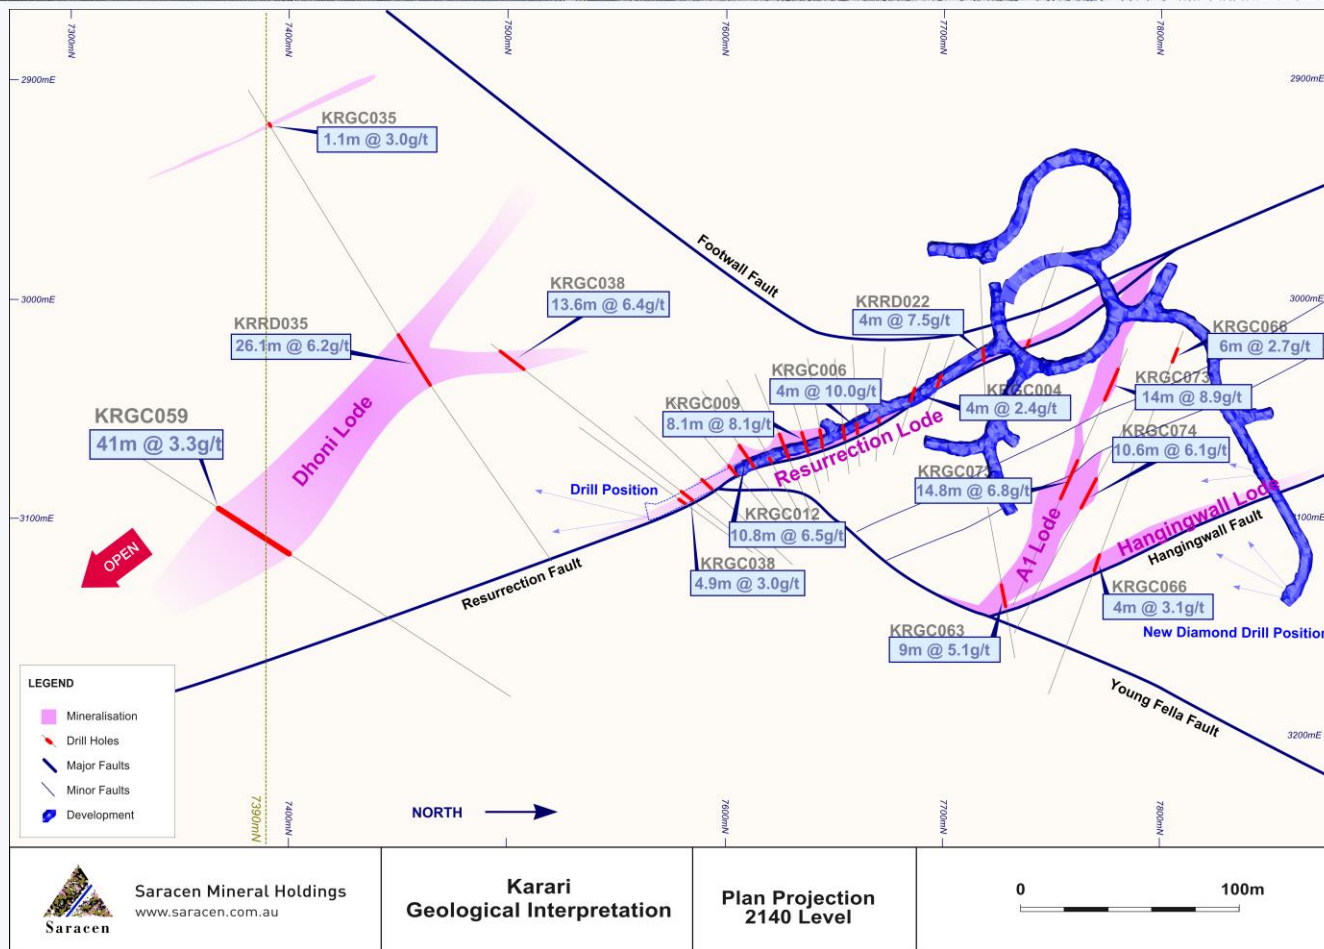 7300mN
7400mN
7500mN
7600mN
7700mN
7800mN
2900mE
2900mE
KRGC035
1.1m @ 3.0g/t
Footwall Fault
3000mE
3000mE
KRGC038
13.6m @ 6.4g/t
KRRD035
26.1m @ 6.2g/t
KRRD022
4m @ 7.5g/t
KRGC066
6m @ 2.7g/t
KRGC006
4m @ 10.0g/t
KRGC004
4m @ 2.4g/t
KRGC073
14m @ 8.9g/t
KRGC009
8.1m @ 8.1g/t
KRGC059
41m @ 3.3g/t
Dhoni Lode
Resurrection Lode
KRGC074
10.6m @ 6.1g/t
KRGC073
14.8m @ 6.8g/t
Drill Position
3100mE
3100mE
KRGC012
10.8m @ 6.5g/t
Hangingwall Lode
Hangingwall Fault
A1 Lode
OPEN
Resurrection Fault
KRGC038
4.9m @ 3.0g/t
KRGC066
4m @ 3.1g/t
KRGC063
9m @ 5.1g/t
New Diamond Drill Position
Young Fella Fault
3200mE
LEGEND
Mineralisation
Drill Holes
Major Faults
Minor Faults
Development
7390mN
7400mN
NORTH
7600mN
7700mN
7800mN
Saracen
Saracen Mineral Holdings
www.saracen.com.au
Karari
Geological Interpretation
Plan Projection
2140 Level
0 100m